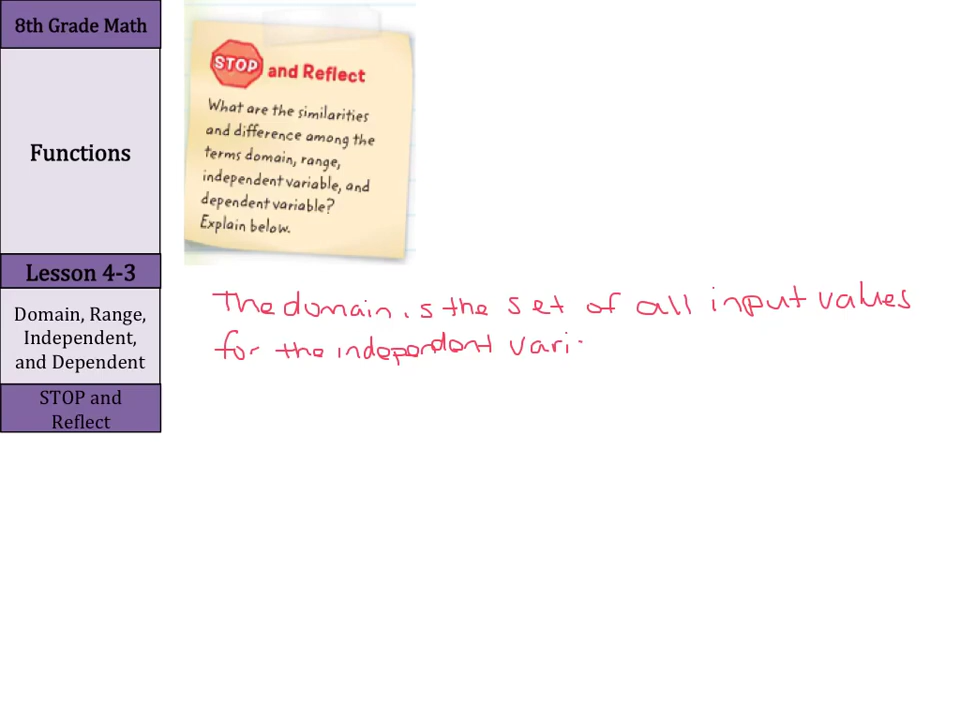 8th Grade Math
Functions
Lesson 4-3
Domain, Range,
Independent,
and Dependent
STOP and
Reflect
STOP and Reflect
What are the similarities
and difference among the
terms domain, range,
independent variable, and
dependent variable?
Explain below.
The domain is the set of all input values
for the independent vari